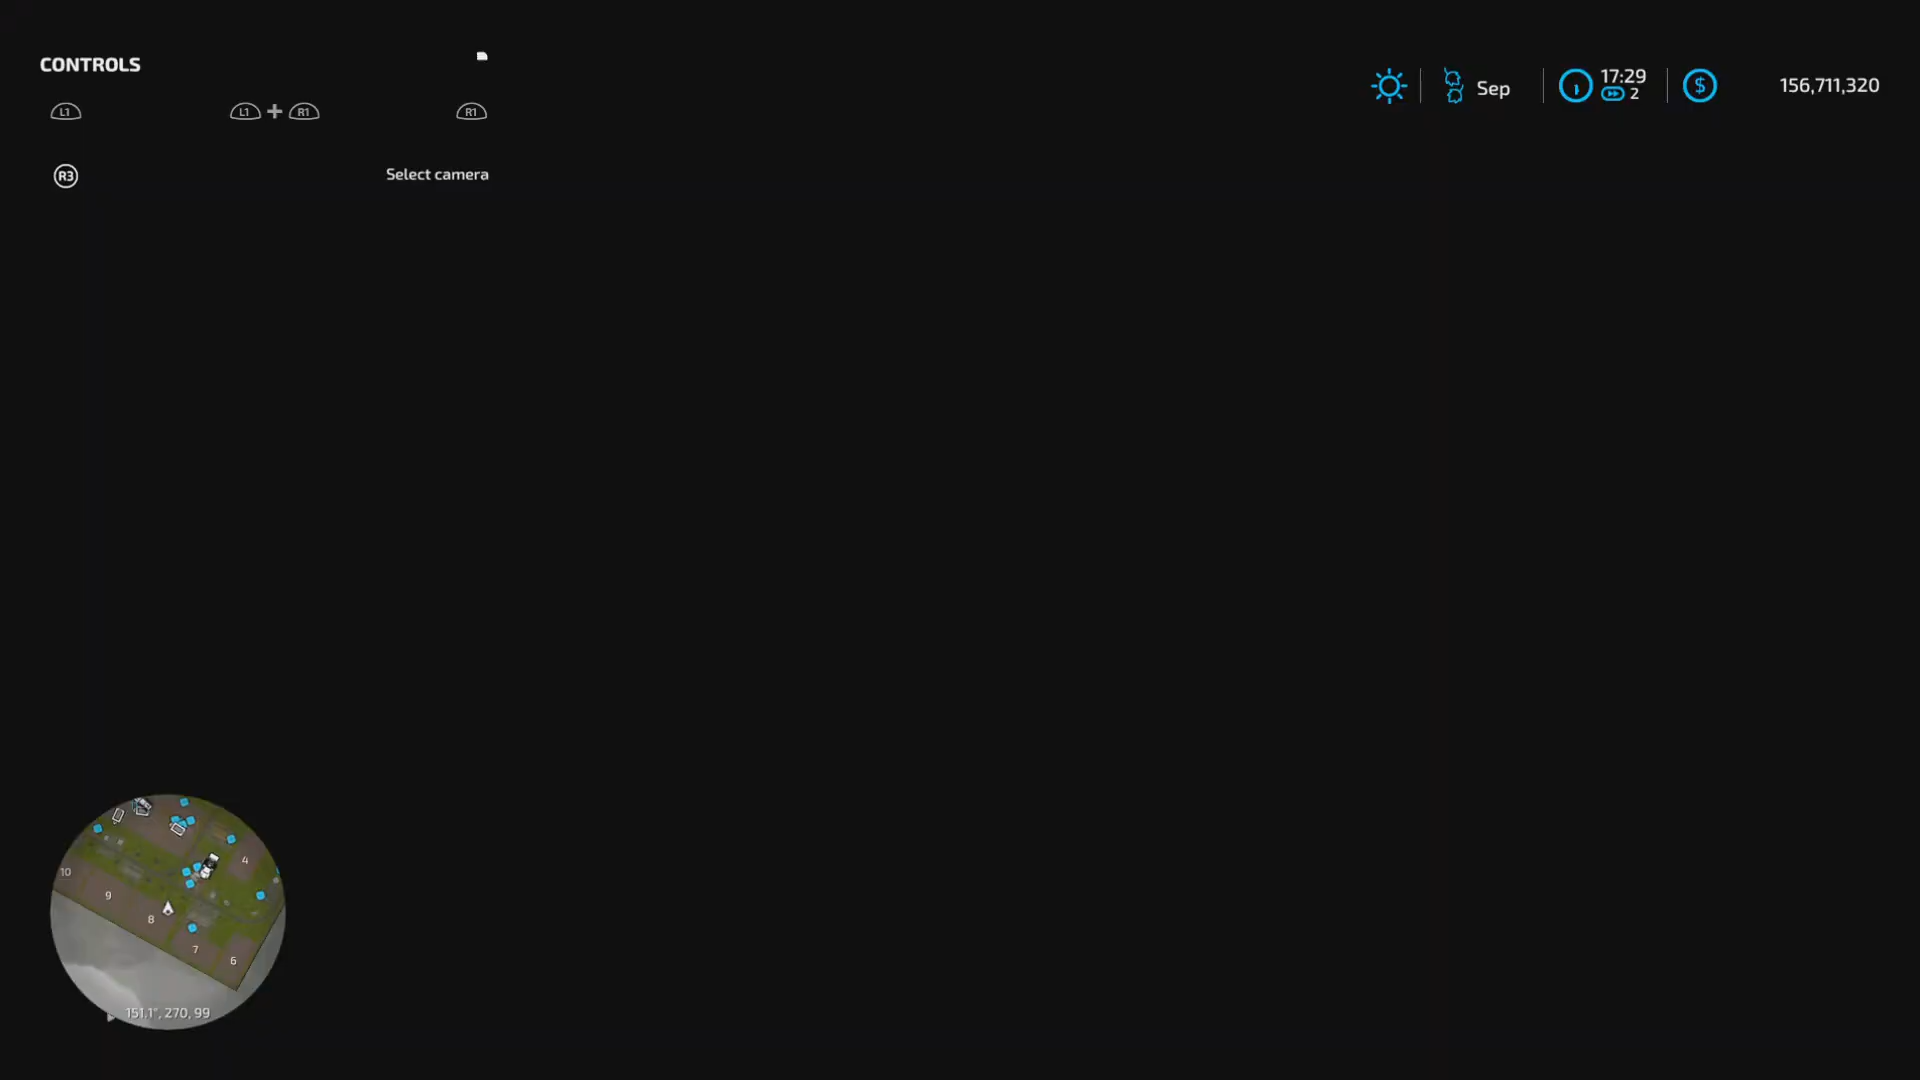 CONTROLS
L1
L1 + R1
R1
R3
Select camera
Sep
17:29
2
$
156,711,320
4
10
9
8
7
6
151.1°, 270, 99